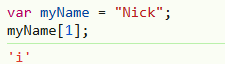 var myName = "Nick";
myName[1];
'i'